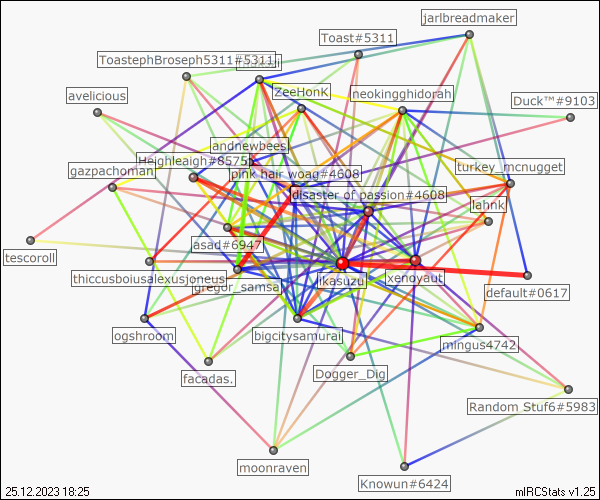 jarlbreadmaker
Toast#5311
ToastephBroseph5311#5311
avelicious
ZeeHonK
neokingghidorah
Duck™#9103
andnewbees
Heighleaigh#8575
turkey_mcnugget
gazpachoman
pink hair woag#4608
disaster of passion#4608
lahnk
asad#6947
tescoroll
thiccusboiusalexusjoneus
gregor_samsa
ikasuzu
xenoyaut
default#0617
ogshroom
bigcitysamurai
mingus4742
facadas.
Dogger_Dig
Random Stuf6#5983
moonraven
Knowun#6424
25.12.2023 18:25
mIRCStats v1.25